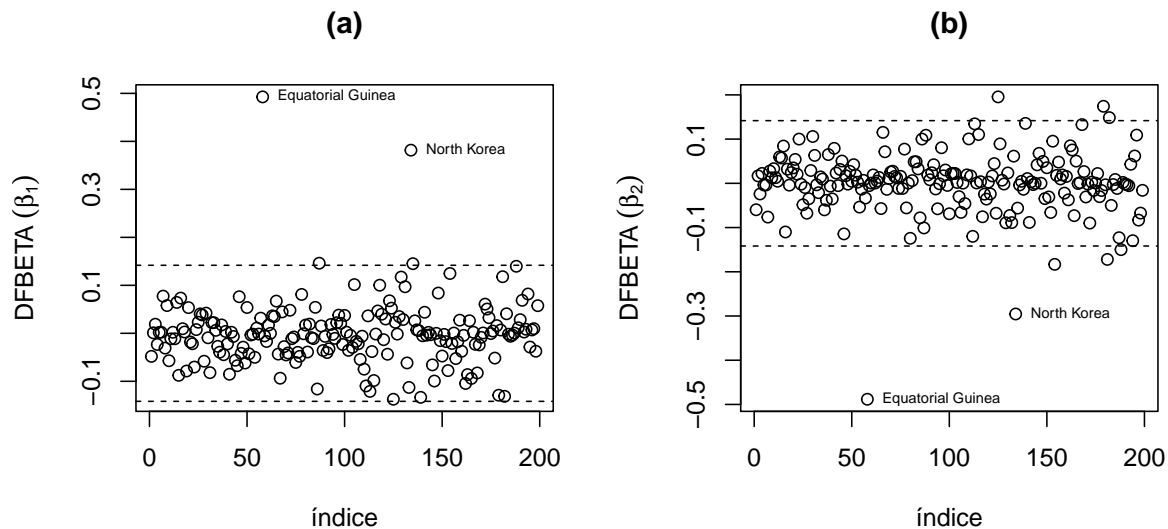 (a)
0.5
0.3
0.1
−0.1
DFBETA (β₁)
Equatorial Guinea
North Korea
0 50 100 150 200
índice
(b)
0.1
−0.1
−0.3
−0.5
DFBETA (β₂)
North Korea
Equatorial Guinea
0 50 100 150 200
índice